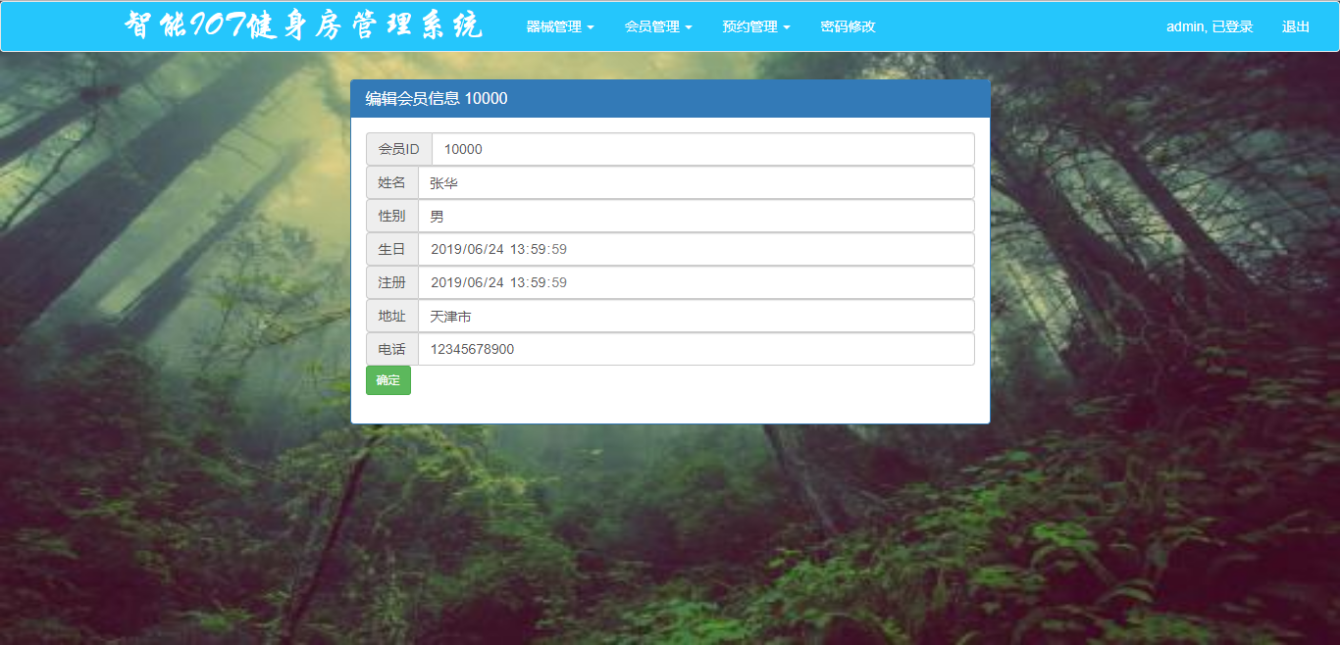 智能IOT健身房管理系统 器械管理 会员管理 预约管理 密码修改 admin, 已登录 退出
编辑会员信息 10000
会员ID 10000
姓名 张华
性别 男
生日 2019/06/24 13:59:59
注册 2019/06/24 13:59:59
地址 天津市
电话 12345678900
确定